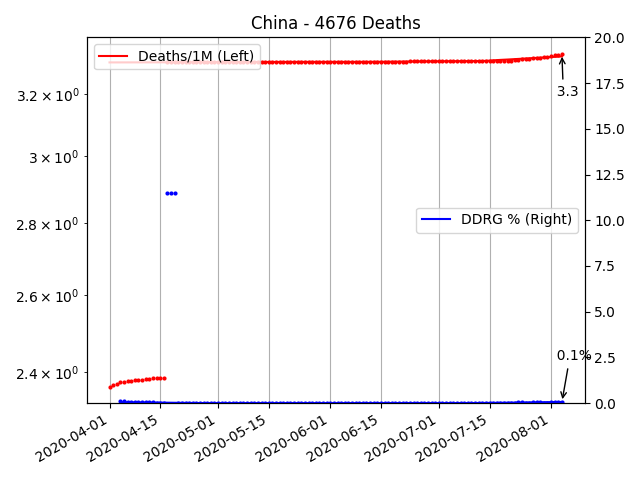 China - 4676 Deaths
Deaths/1M (Left)
DDRG % (Right)
3.3
0.1%
3.2 × 10⁰
3 × 10⁰
2.8 × 10⁰
2.6 × 10⁰
2.4 × 10⁰
20.0
17.5
15.0
12.5
10.0
7.5
5.0
2.5
0.0
2020-04-01
2020-04-15
2020-05-01
2020-05-15
2020-06-01
2020-06-15
2020-07-01
2020-07-15
2020-08-01